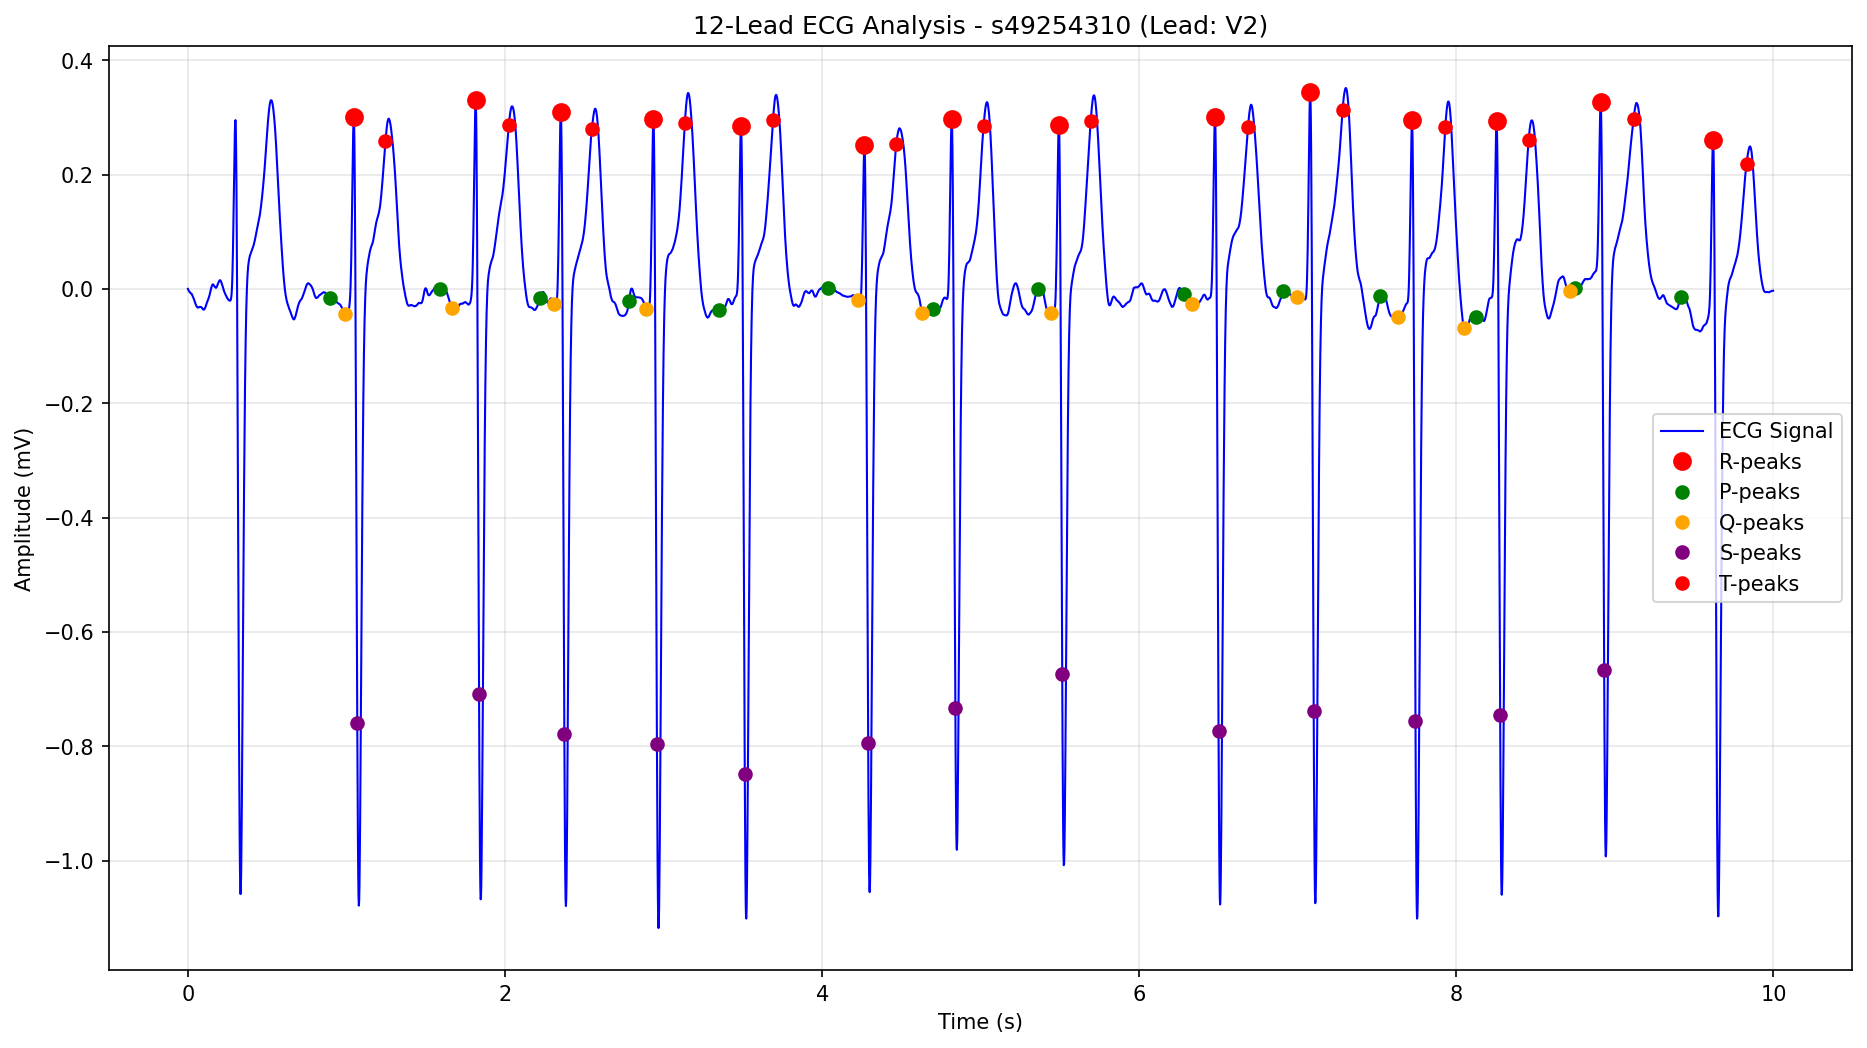 12-Lead ECG Analysis - s49254310 (Lead: V2)
0.4
0.2
0.0
−0.2
−0.4
−0.6
−0.8
−1.0
Amplitude (mV)
ECG Signal
R-peaks
P-peaks
Q-peaks
S-peaks
T-peaks
0 2 4 6 8 10
Time (s)